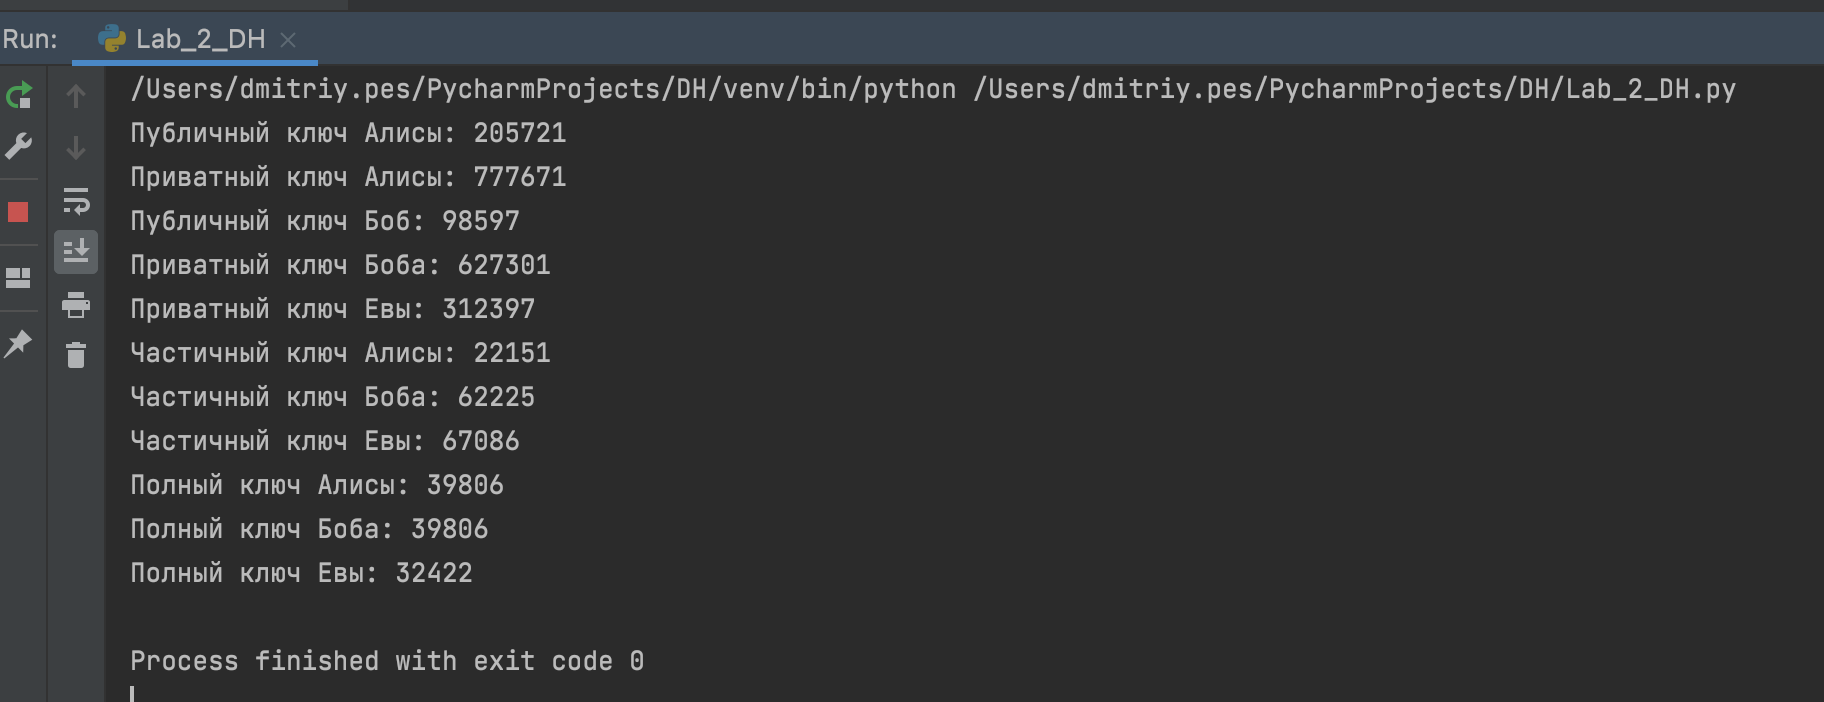 Run: Lab_2_DH
/Users/dmitriy.pes/PycharmProjects/DH/venv/bin/python /Users/dmitriy.pes/PycharmProjects/DH/Lab_2_DH.py
Публичный ключ Алисы: 205721
Приватный ключ Алисы: 777671
Публичный ключ Боб: 98597
Приватный ключ Боба: 627301
Приватный ключ Евы: 312397
Частичный ключ Алисы: 22151
Частичный ключ Боба: 62225
Частичный ключ Евы: 67086
Полный ключ Алисы: 39806
Полный ключ Боба: 39806
Полный ключ Евы: 32422
Process finished with exit code 0